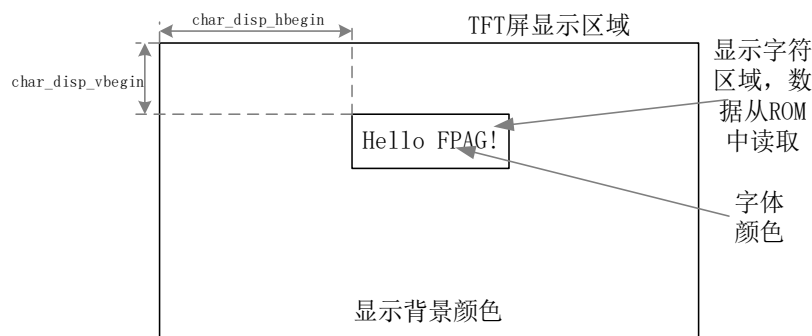 char_disp_hbegin
TFT屏显示区域
char_disp_vbegin
显示字符
区域，数
据从ROM
中读取
Hello FPAG!
字体
颜色
显示背景颜色